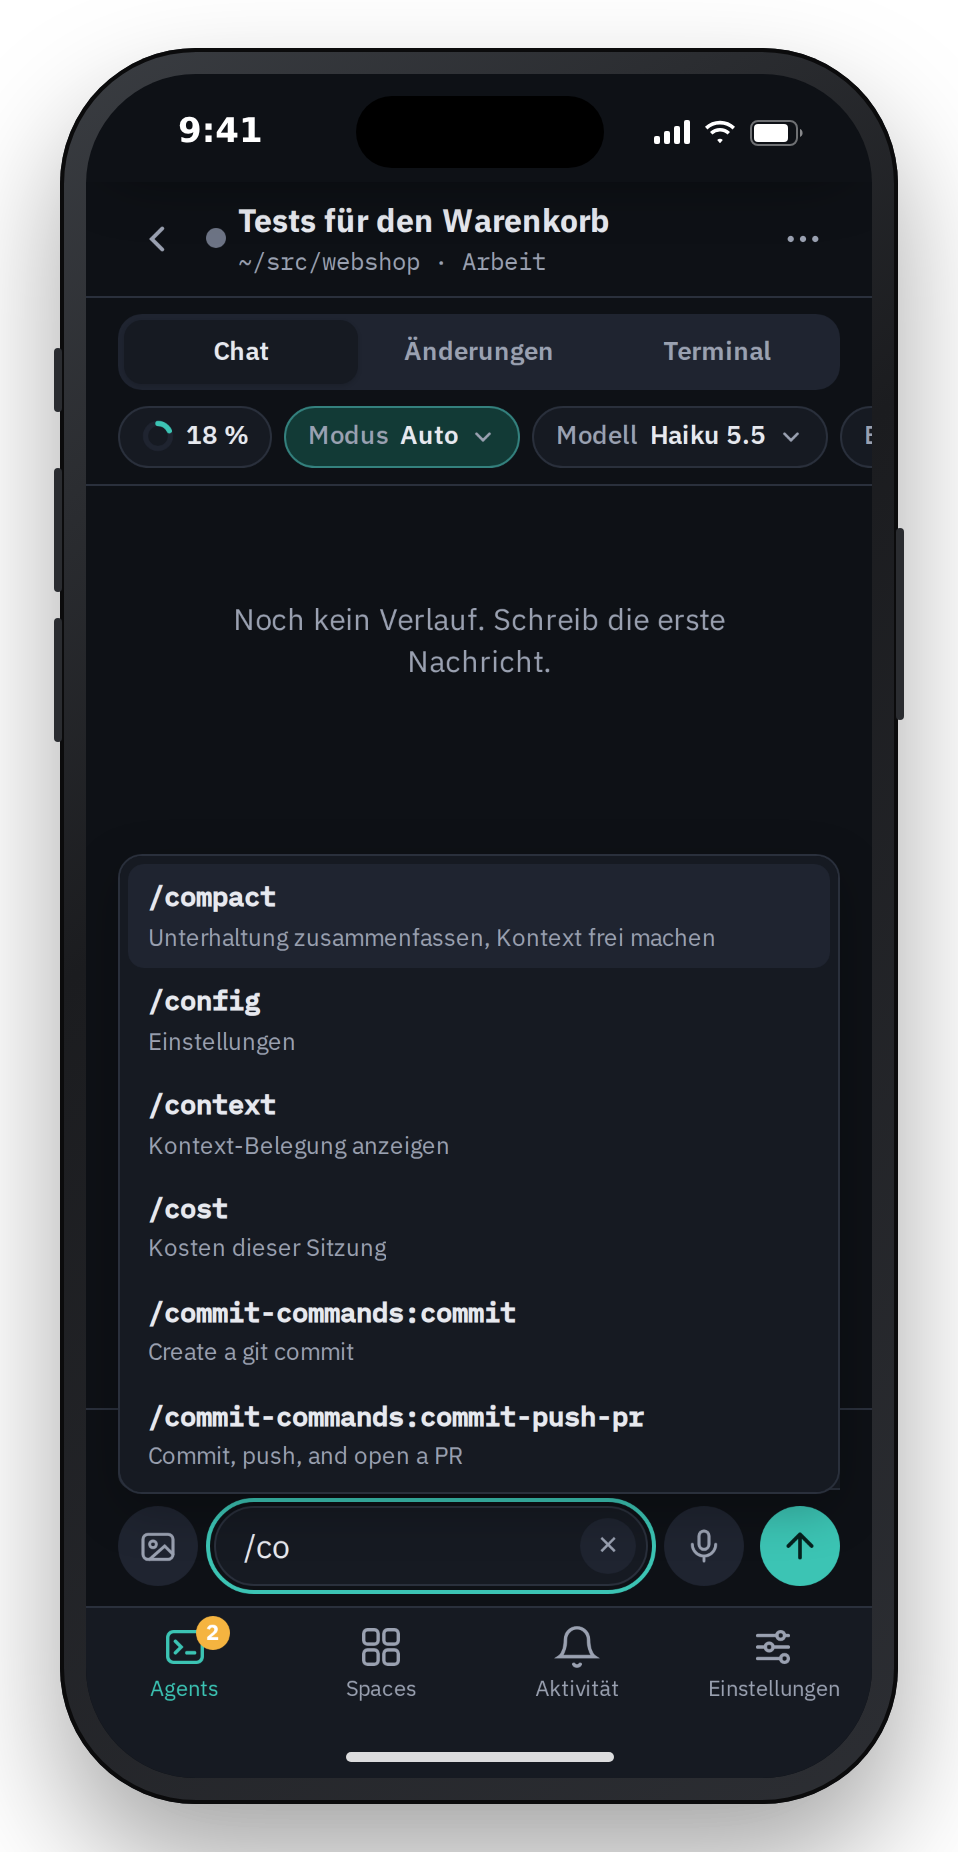 9:41
Tests für den Warenkorb
~/src/webshop · Arbeit
Chat Änderungen Terminal
18 % Modus Auto Modell Haiku 5.5
Noch kein Verlauf. Schreib die erste
Nachricht.
/compact
Unterhaltung zusammenfassen, Kontext frei machen
/config
Einstellungen
/context
Kontext-Belegung anzeigen
/cost
Kosten dieser Sitzung
/commit-commands:commit
Create a git commit
/commit-commands:commit-push-pr
Commit, push, and open a PR
/co
2
Agents Spaces Aktivität Einstellungen